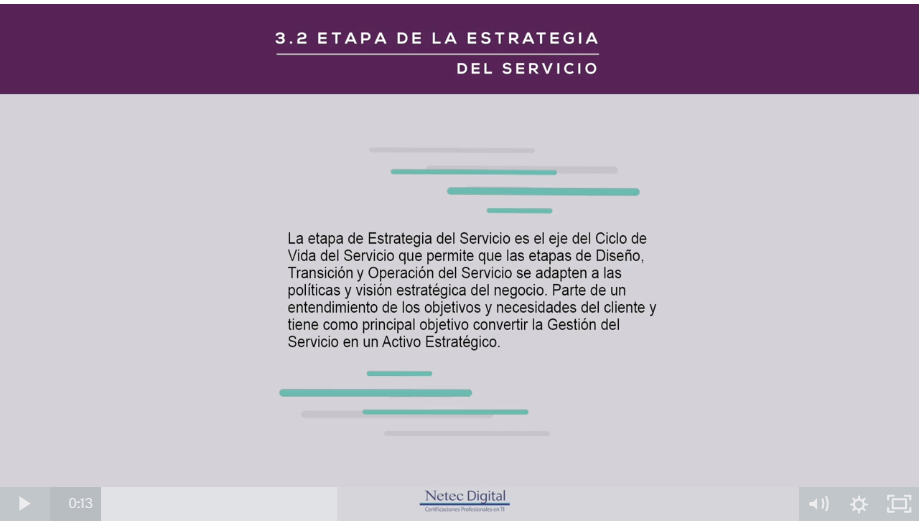 3.2 ETAPA DE LA ESTRATEGIA
DEL SERVICIO
La etapa de Estrategia del Servicio es el eje del Ciclo de
Vida del Servicio que permite que las etapas de Diseño,
Transición y Operación del Servicio se adapten a las
políticas y visión estratégica del negocio. Parte de un
entendimiento de los objetivos y necesidades del cliente y
tiene como principal objetivo convertir la Gestión del
Servicio en un Activo Estratégico.
0:13
Netec Digital
Certificaciones Profesionales en TI